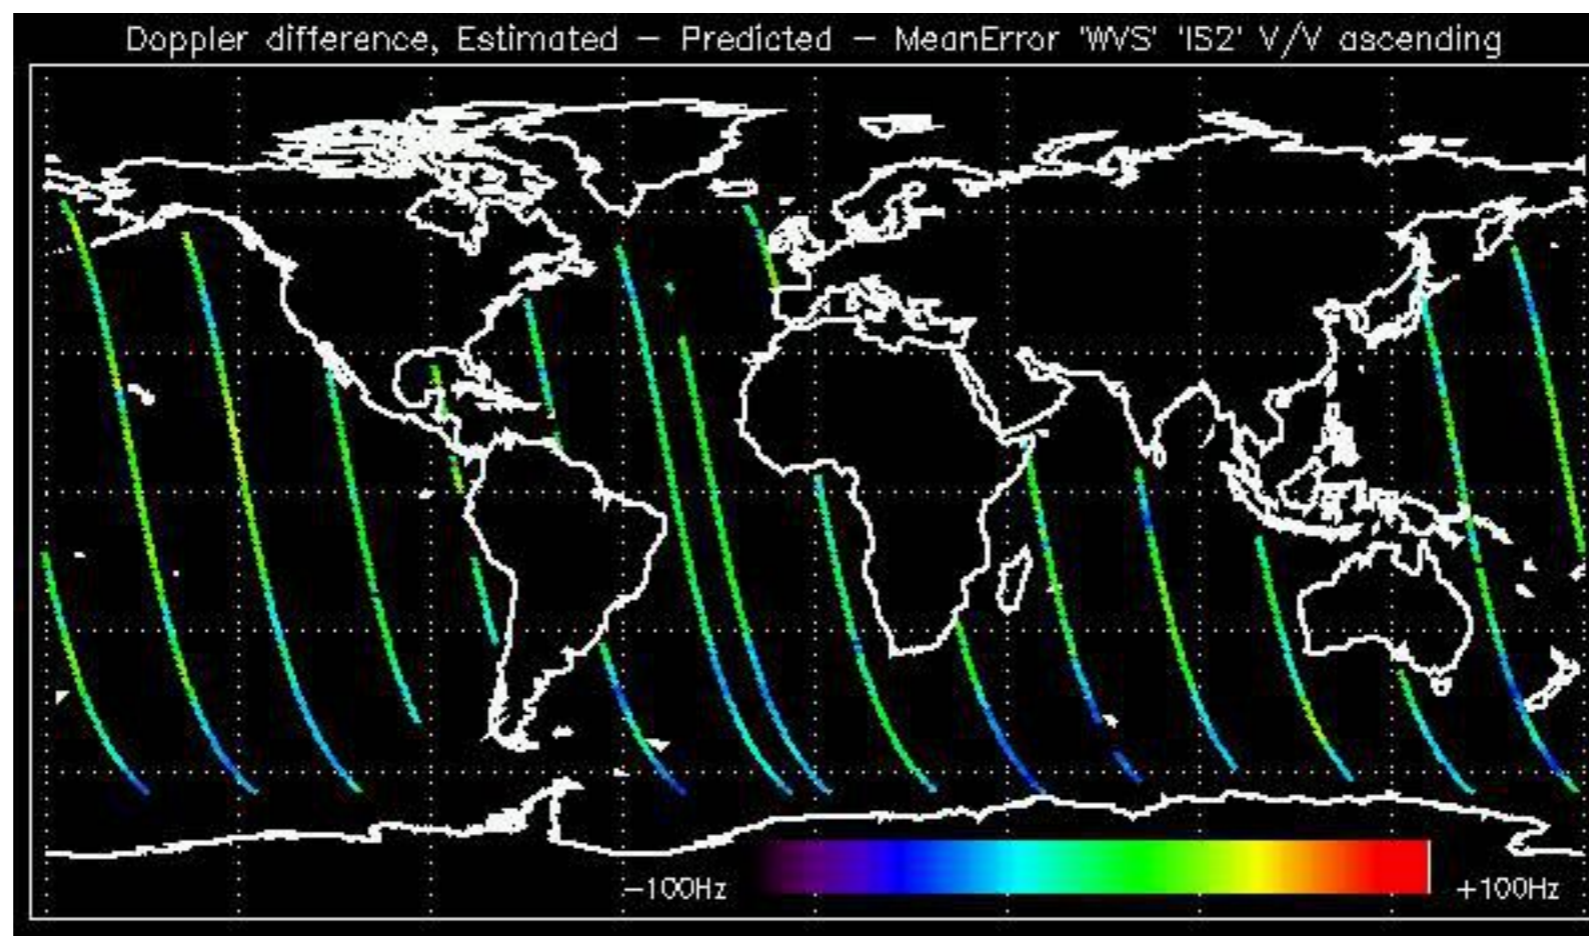 Doppler difference, Estimated – Predicted – MeanError 'WVS' 'IS2' V/V ascending
−100Hz
+100Hz